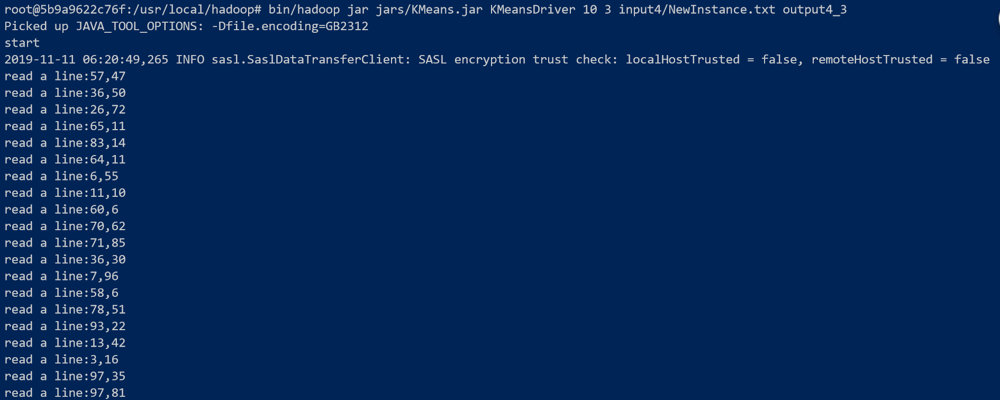 root@5b9a9622c76f:/usr/local/hadoop# bin/hadoop jar jars/KMeans.jar KMeansDriver 10 3 input4/NewInstance.txt output4_3
Picked up JAVA_TOOL_OPTIONS: -Dfile.encoding=GB2312
start
2019-11-11 06:20:49,265 INFO sasl.SaslDataTransferClient: SASL encryption trust check: localHostTrusted = false, remoteHostTrusted = false
read a line:57,47
read a line:36,50
read a line:26,72
read a line:65,11
read a line:83,14
read a line:64,11
read a line:6,55
read a line:11,10
read a line:60,6
read a line:70,62
read a line:71,85
read a line:36,30
read a line:7,96
read a line:58,6
read a line:78,51
read a line:93,22
read a line:13,42
read a line:3,16
read a line:97,35
read a line:97,81